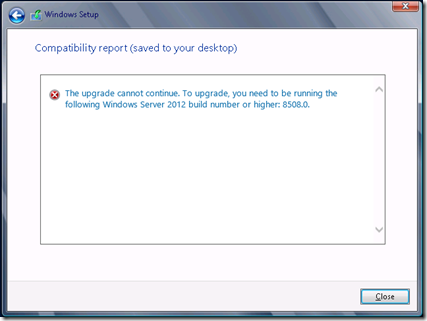 Windows Setup
Compatibility report (saved to your desktop)
The upgrade cannot continue. To upgrade, you need to be running the
following Windows Server 2012 build number or higher: 8508.0.
Close